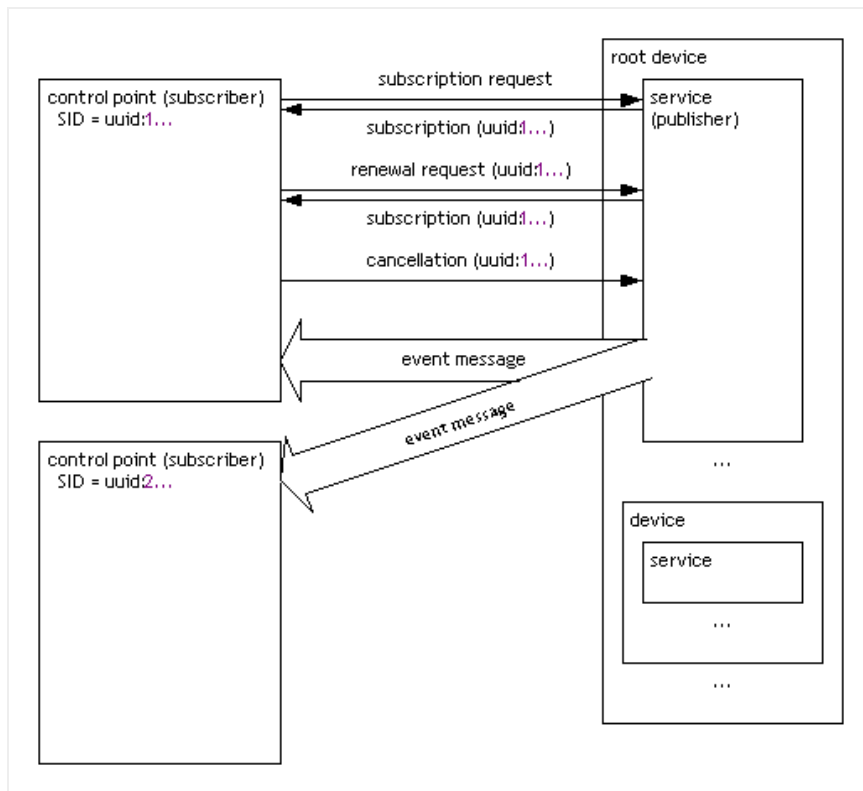 root device
subscription request
control point (subscriber)
SID = uuid:1...
service
(publisher)
subscription (uuid:1...)
renewal request (uuid:1...)
subscription (uuid:1...)
cancellation (uuid:1...)
event message
event message
control point (subscriber)
SID = uuid:2...
...
device
service
...
...